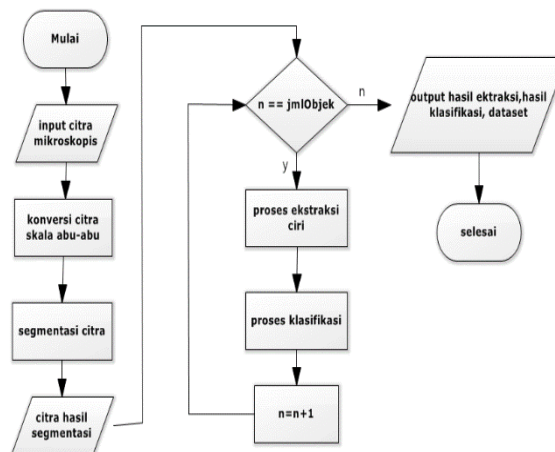 Mulai
input citra
mikroskopis
konversi citra
skala abu-abu
segmentasi citra
citra hasil
segmentasi
n == jmlObjek
n
y
proses ekstraksi
ciri
proses klasifikasi
n=n+1
output hasil ektraksi,hasil
klasifikasi, dataset
selesai